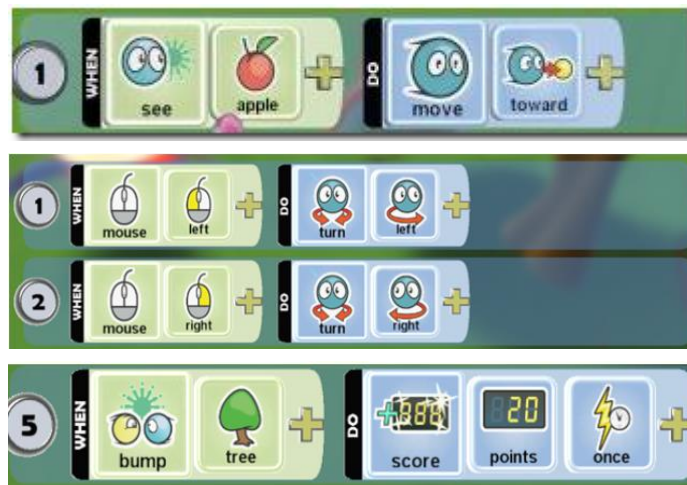 1 WHEN see apple DO move toward
1 WHEN mouse left DO turn left
2 WHEN mouse right DO turn right
5 WHEN bump tree DO score 20 points once